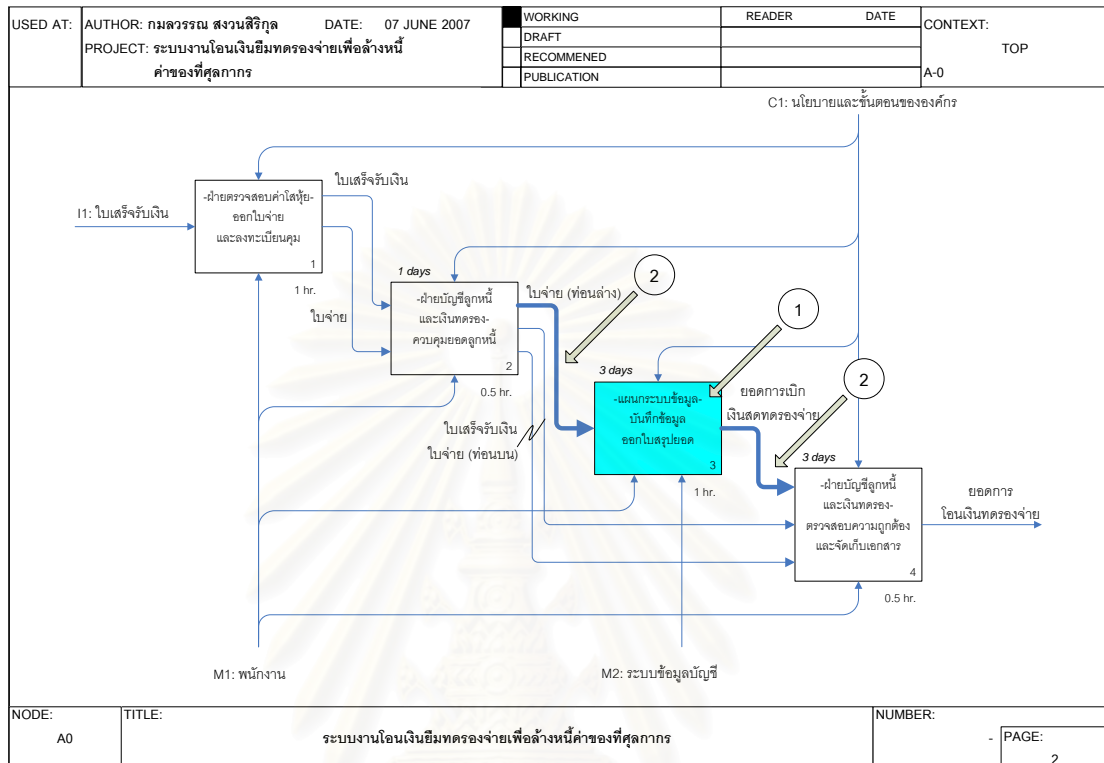 USED AT:
AUTHOR: กมลวรรณ สงวนสิริกุล DATE: 07 JUNE 2007
PROJECT: ระบบงานโอนเงินยืมทดรองจ่ายเพื่อล้างหนี้
ค่าของที่ศุลกากร
WORKING
DRAFT
RECOMMENED
PUBLICATION
READER DATE
CONTEXT:
TOP
A-0
C1: นโยบายและขั้นตอนขององค์กร
I1: ใบเสร็จรับเงิน
-ฝ่ายตรวจสอบค่าโสหุ้ย-
ออกใบจ่าย
และลงทะเบียนคุม
1
1 hr.
ใบเสร็จรับเงิน
ใบจ่าย
1 days
-ฝ่ายบัญชีลูกหนี้
และเงินทดรอง-
ควบคุมยอดลูกหนี้
2
0.5 hr.
ใบจ่าย (ท่อนล่าง)
2
1
ใบเสร็จรับเงิน
ใบจ่าย (ท่อนบน)
3 days
-แผนกระบบข้อมูล-
บันทึกข้อมูล
ออกใบสรุปยอด
3
1 hr.
ยอดการเบิก
เงินสดทดรองจ่าย
2
3 days
-ฝ่ายบัญชีลูกหนี้
และเงินทดรอง-
ตรวจสอบความถูกต้อง
และจัดเก็บเอกสาร
4
0.5 hr.
ยอดการ
โอนเงินทดรองจ่าย
M1: พนักงาน
M2: ระบบข้อมูลบัญชี
NODE:
A0
TITLE:
ระบบงานโอนเงินยืมทดรองจ่ายเพื่อล้างหนี้ค่าของที่ศุลกากร
NUMBER:
-
PAGE:
2